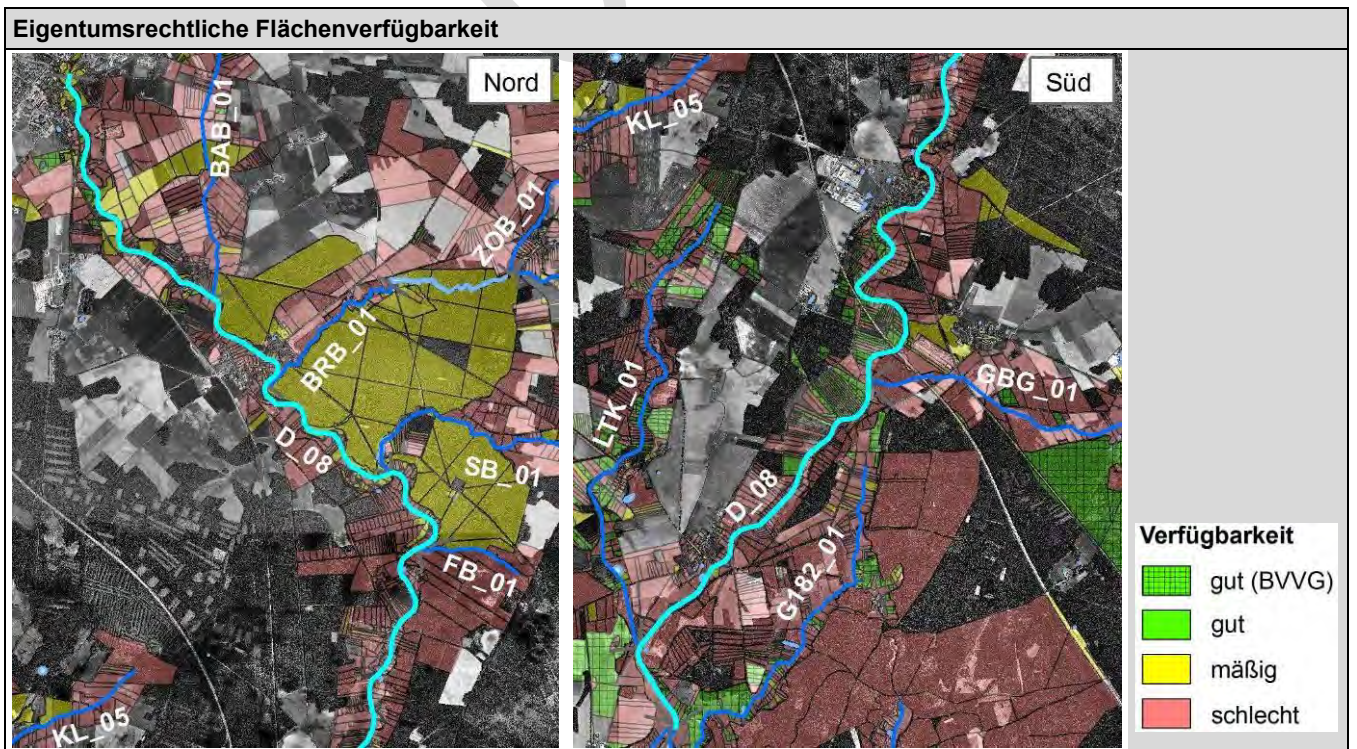 Eigentumsrechtliche Flächenverfügbarkeit
Nord
BAB_01
ZOB_01
BRB_01
D_08
SB_01
FB_01
KL_05
Süd
KL_05
LTK_01
GBG_01
D_08
G182_01
Verfügbarkeit
gut (BVVG)
gut
mäßig
schlecht